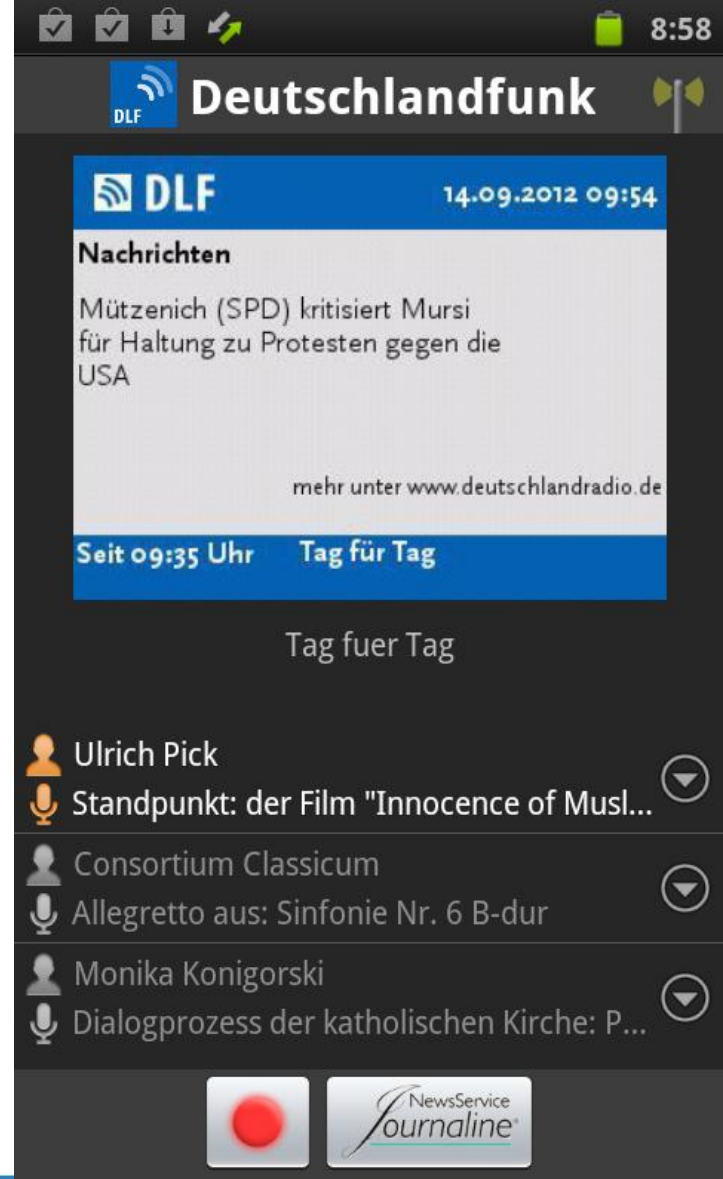 8:58
DLF Deutschlandfunk
DLF 14.09.2012 09:54
Nachrichten
Mützenich (SPD) kritisiert Mursi
für Haltung zu Protesten gegen die
USA
mehr unter www.deutschlandradio.de
Seit 09:35 Uhr Tag für Tag
Tag fuer Tag
Ulrich Pick
Standpunkt: der Film "Innocence of Musl...
Consortium Classicum
Allegretto aus: Sinfonie Nr. 6 B-dur
Monika Konigorski
Dialogprozess der katholischen Kirche: P...
NewsService
Journaline®